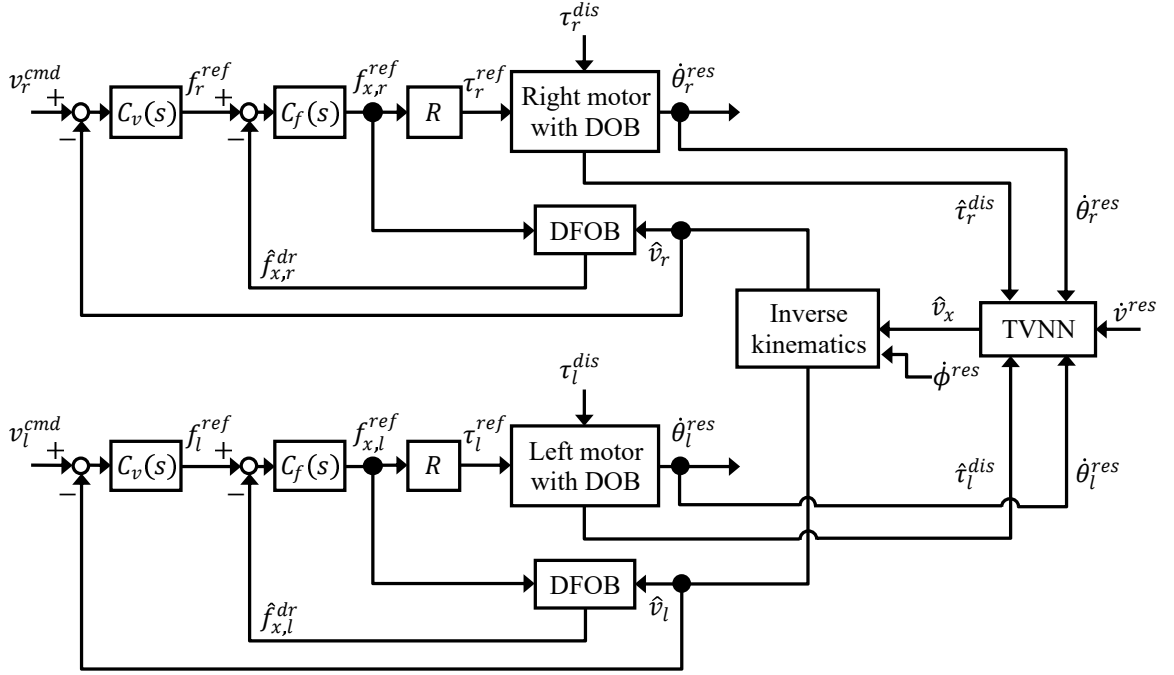 τ_r^{dis}
v_r^{cmd} + − C_v(s) f_r^{ref} + − C_f(s) f_{x,r}^{ref} R τ_r^{ref} Right motor θ̇_r^{res}
with DOB
DFOB v̂_r τ̂_r^{dis} θ̇_r^{res}
f̂_{x,r}^{dr}
Inverse v̂_x TVNN v̇^{res}
kinematics
ϕ̇^{res}
τ_l^{dis}
v_l^{cmd} + − C_v(s) f_l^{ref} + − C_f(s) f_{x,l}^{ref} R τ_l^{ref} Left motor θ̇_l^{res}
with DOB
τ̂_l^{dis} θ̇_l^{res}
DFOB v̂_l
f̂_{x,l}^{dr}